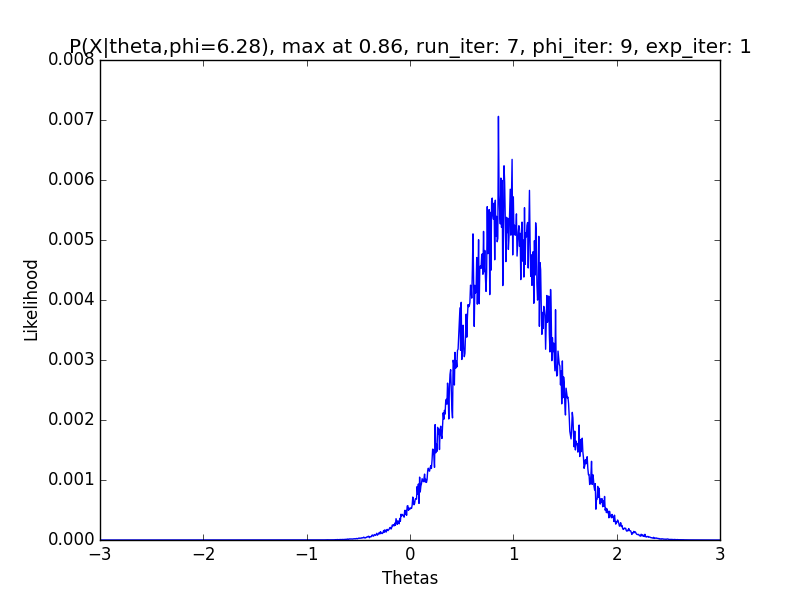 P(X|theta,phi=6.28), max at 0.86, run_iter: 7, phi_iter: 9, exp_iter: 1
0.008
0.007
0.006
0.005
0.004
0.003
0.002
0.001
0.000
Likelihood
−3 −2 −1 0 1 2 3
Thetas